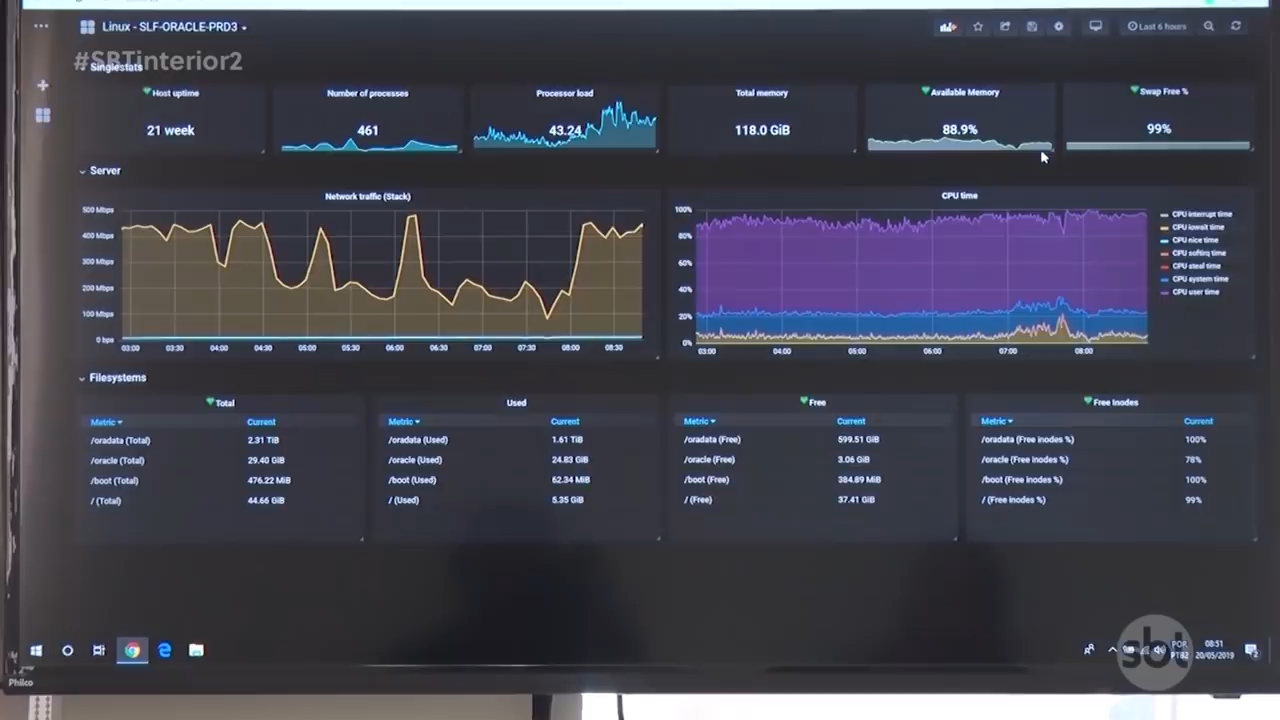 Linux - SLF-ORACLE-PRD3
Last 6 hours
#SBTinterior2
Singlestats
Host uptime
21 week
Number of processes
461
Processor load
43.24
Total memory
118.0 GiB
Available Memory
88.9%
Swap Free %
99%
Server
Network traffic (Stack)
500 Mbps
400 Mbps
300 Mbps
200 Mbps
100 Mbps
0 bps
03:00 03:30 04:00 04:30 05:00 05:30 06:00 06:30 07:00 07:30 08:00 08:30
CPU time
100%
80%
60%
40%
20%
0%
03:00 04:00 05:00 06:00 07:00 08:00
CPU interrupt time
CPU iowait time
CPU nice time
CPU softirq time
CPU steal time
CPU system time
CPU user time
Filesystems
Total
Metric Current
/oradata (Total) 2.31 TiB
/oracle (Total) 29.40 GiB
/boot (Total) 476.22 MiB
/ (Total) 44.66 GiB
Used
Metric Current
/oradata (Used) 1.61 TiB
/oracle (Used) 24.83 GiB
/boot (Used) 62.34 MiB
/ (Used) 5.35 GiB
Free
Metric Current
/oradata (Free) 599.51 GiB
/oracle (Free) 3.06 GiB
/boot (Free) 384.89 MiB
/ (Free) 37.41 GiB
Free inodes
Metric Current
/oradata (Free inodes %) 100%
/oracle (Free inodes %) 78%
/boot (Free inodes %) 100%
/ (Free inodes %) 99%
POR
PTB2
08:51
20/05/2019
sbt
Philco